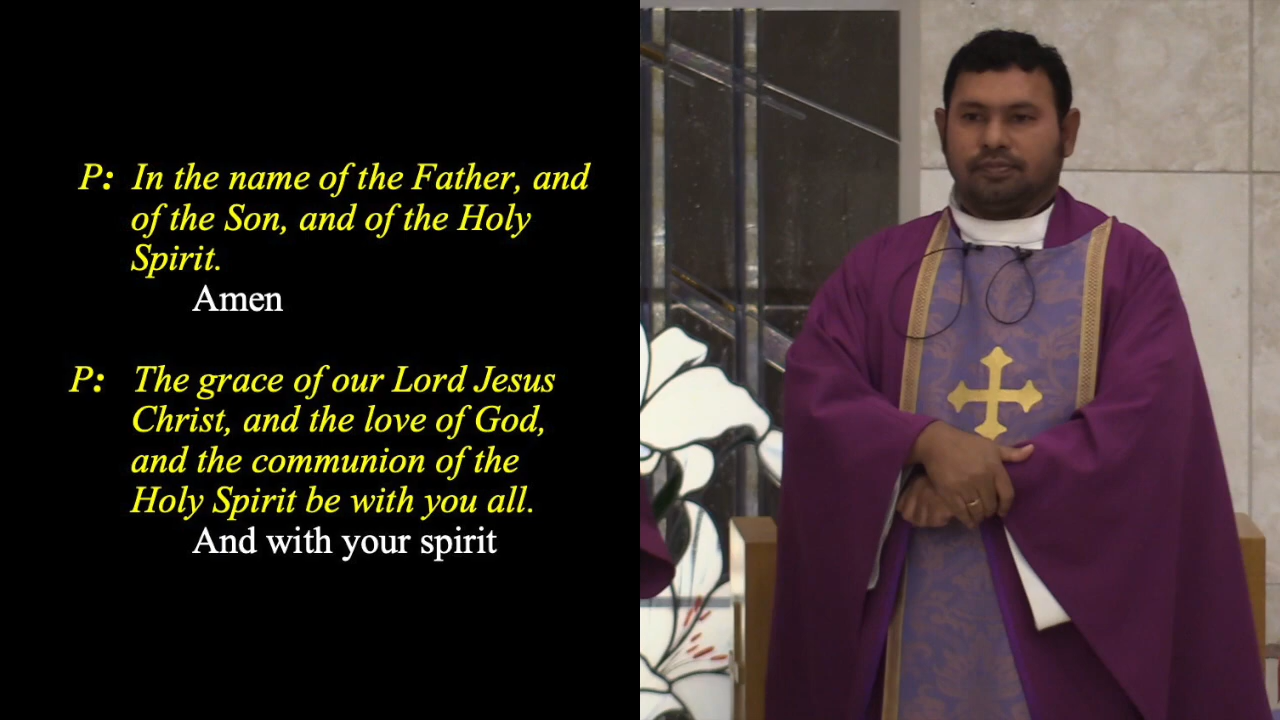 P: In the name of the Father, and
of the Son, and of the Holy
Spirit.
Amen
P: The grace of our Lord Jesus
Christ, and the love of God,
and the communion of the
Holy Spirit be with you all.
And with your spirit